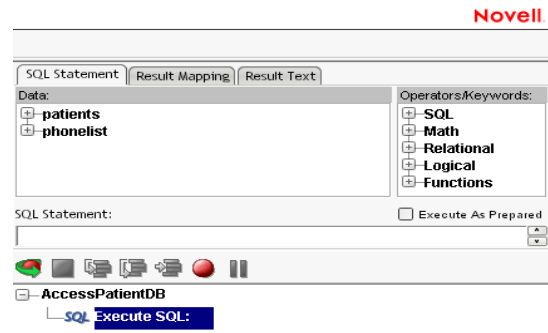 Novell.
SQL Statement Result Mapping Result Text
Data: Operators/Keywords:
patients SQL
phonelist Math
Relational
Logical
Functions
SQL Statement: Execute As Prepared
AccessPatientDB
SQL Execute SQL: